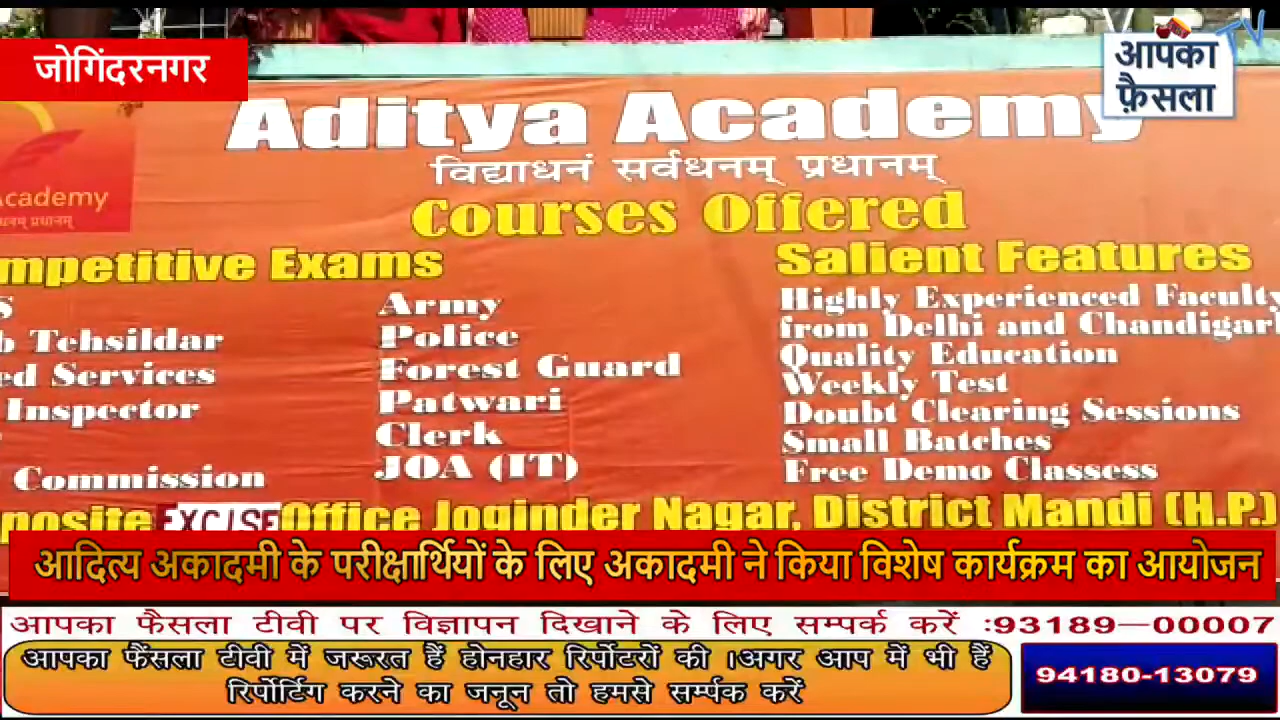 जोगिंदरनगर
आपका
फ़ैसला
TV
Aditya Academy
विद्याधनं सर्वधनम् प्रधानम्
Academy
प्रधानम्
Courses Offered
Exams
Tehsildar
Services
Inspector
Commission
Army
Police
Forest Guard
Patwari
Clerk
JOA (IT)
Salient Features
Highly Experienced Faculty
from Delhi and Chandigarh
Quality Education
Weekly Test
Doubt Clearing Sessions
Small Batches
Free Demo Classess
EXCISE Office Joginder Nagar, District Mandi (H.P.)
आदित्य अकादमी के परीक्षार्थियों के लिए अकादमी ने किया विशेष कार्यक्रम का आयोजन
आपका फैसला टीवी पर विज्ञापन दिखाने के लिए सम्पर्क करें :93189—00007
आपका फैंसला टीवी में जरूरत हैं होनहार रिर्पोटरों की ।अगर आप में भी हैं
रिर्पोटिंग करने का जनून तो हमसे सर्म्पक करें
94180-13079